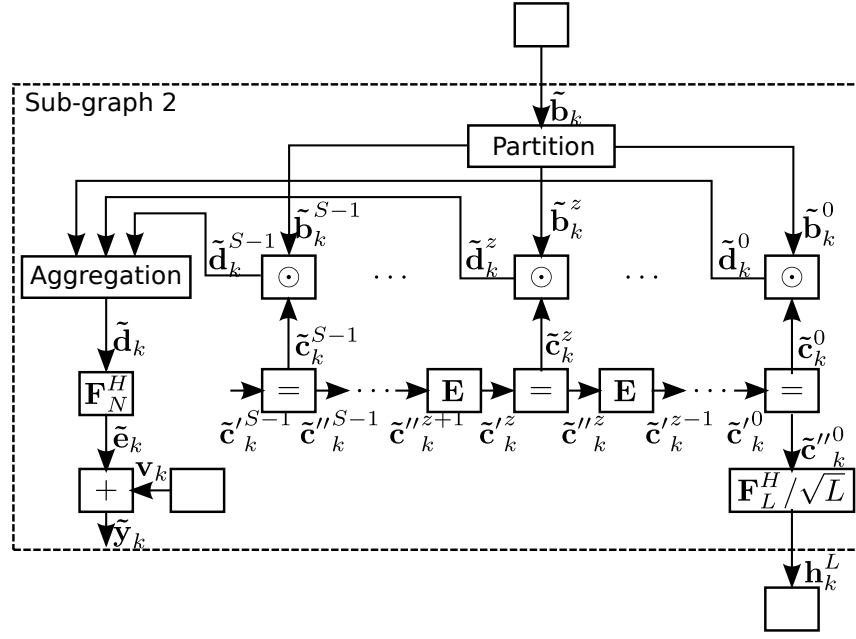 b̃_k
Sub-graph 2
Partition
b̃_k^{S−1}
b̃_k^z
b̃_k^0
d̃_k^{S−1}
d̃_k^z
d̃_k^0
Aggregation
⊙ ··· ⊙ ··· ⊙
d̃_k
c̃_k^{S−1}
c̃_k^z
c̃_k^0
F_N^H
= ··· E = E ··· =
c̃′_k^{S−1} c̃″_k^{S−1} c̃″_k^{z+1} c̃′_k^z c̃″_k^z c̃′_k^{z−1} c̃′_k^0
ẽ_k
c̃″_k^0
v_k
+
F_L^H/√L
ỹ_k
h_k^L